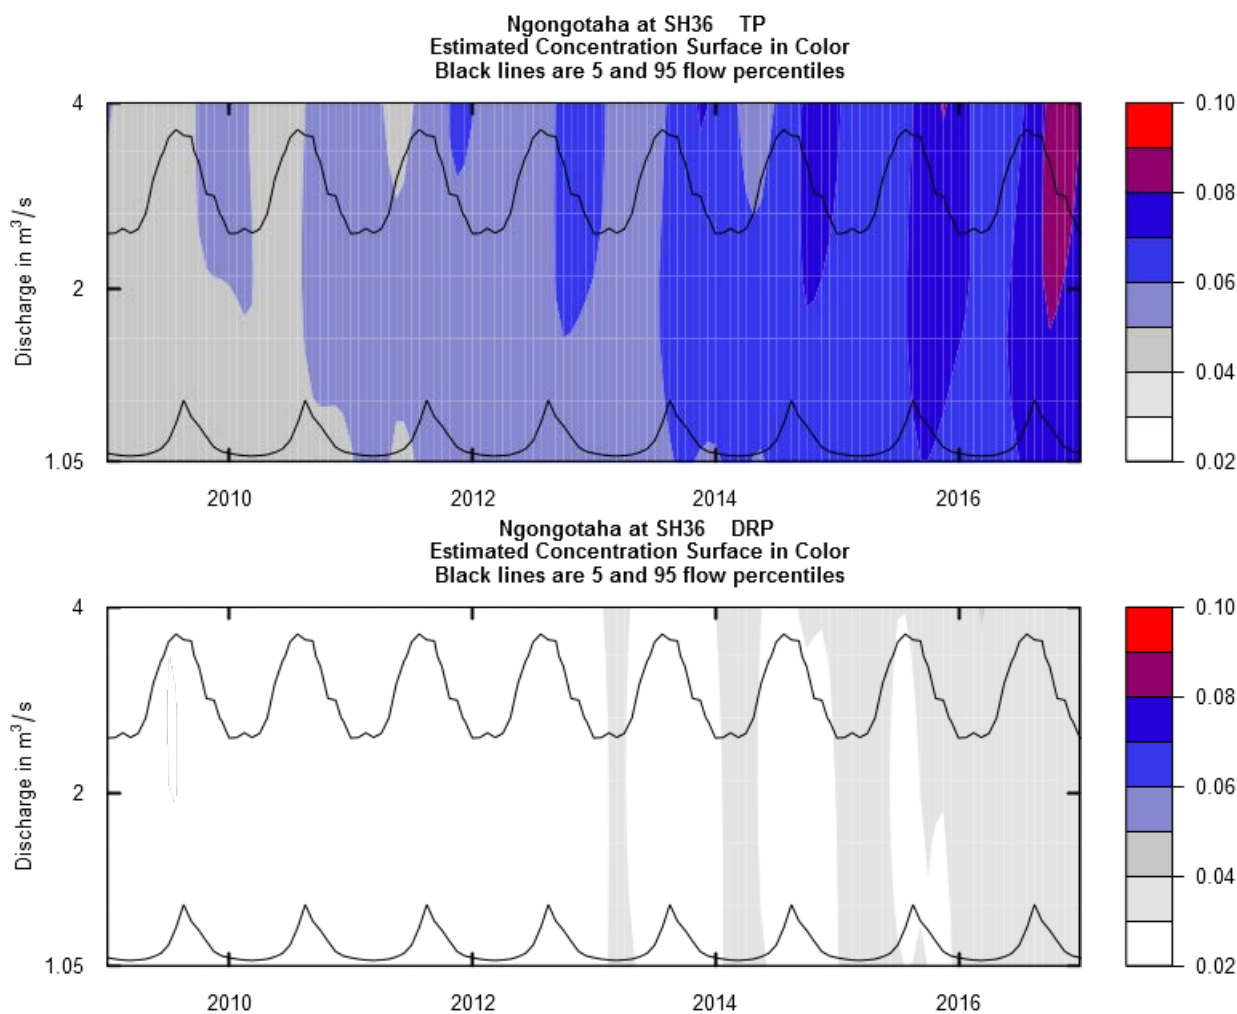 Ngongotaha at SH36 TP
Estimated Concentration Surface in Color
Black lines are 5 and 95 flow percentiles
Discharge in m³/s
4
2
1.05
2010 2012 2014 2016
0.10
0.08
0.06
0.04
0.02
Ngongotaha at SH36 DRP
Estimated Concentration Surface in Color
Black lines are 5 and 95 flow percentiles
Discharge in m³/s
4
2
1.05
2010 2012 2014 2016
0.10
0.08
0.06
0.04
0.02